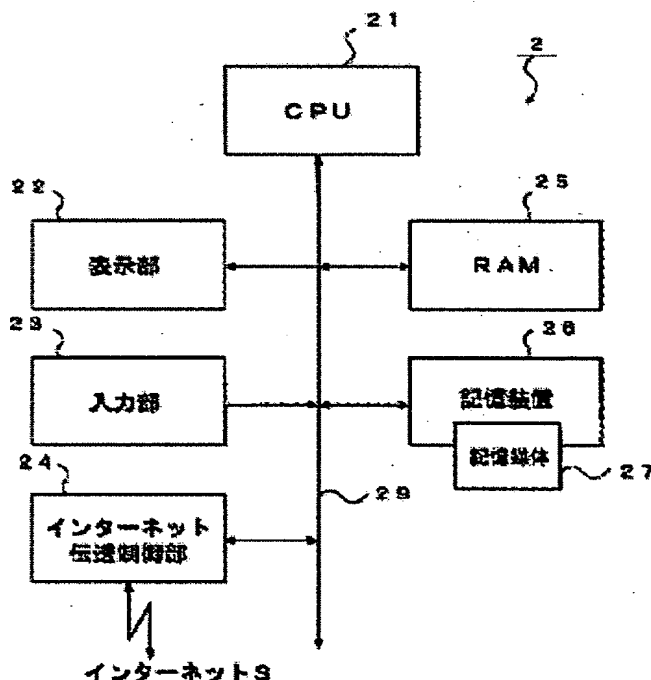 21
CPU
2
22
表示部
25
RAM
23
入力部
26
記憶装置
記憶媒体
27
24
インターネット
伝送制御部
29
インターネットS